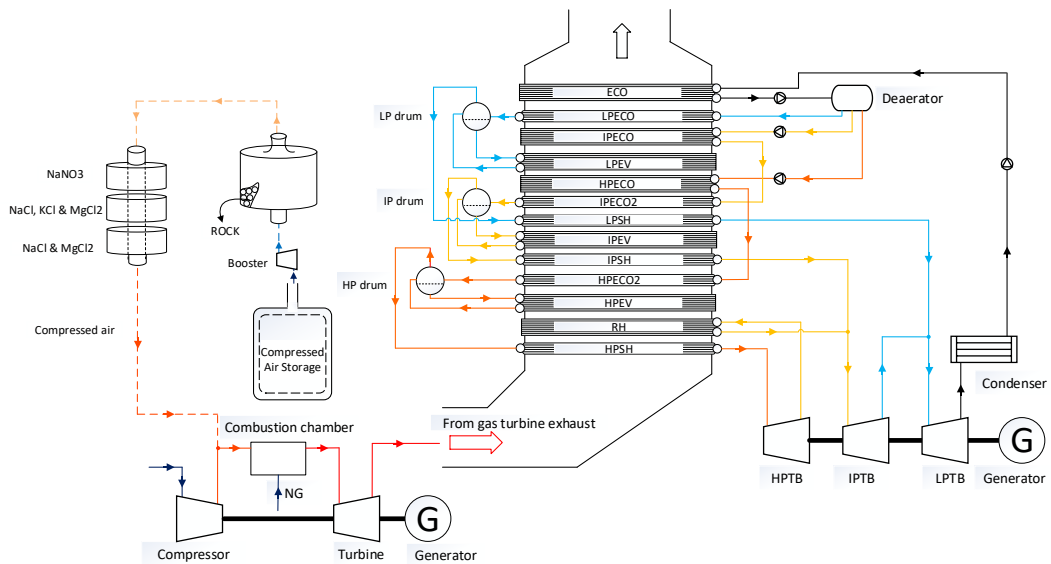 ECO
LP drum
LPECO
Deaerator
IPECO
NaNO3
LPEV
HPECO
NaCl, KCl & MgCl2
IP drum
IPECO2
ROCK
LPSH
NaCl & MgCl2
IPEV
Booster
IPSH
HP drum
HPECO2
HPEV
Compressed air
RH
Compressed
Air Storage
HPSH
Condenser
Combustion chamber
From gas turbine exhaust
G
HPTB
IPTB
LPTB
Generator
NG
G
Compressor
Turbine
Generator